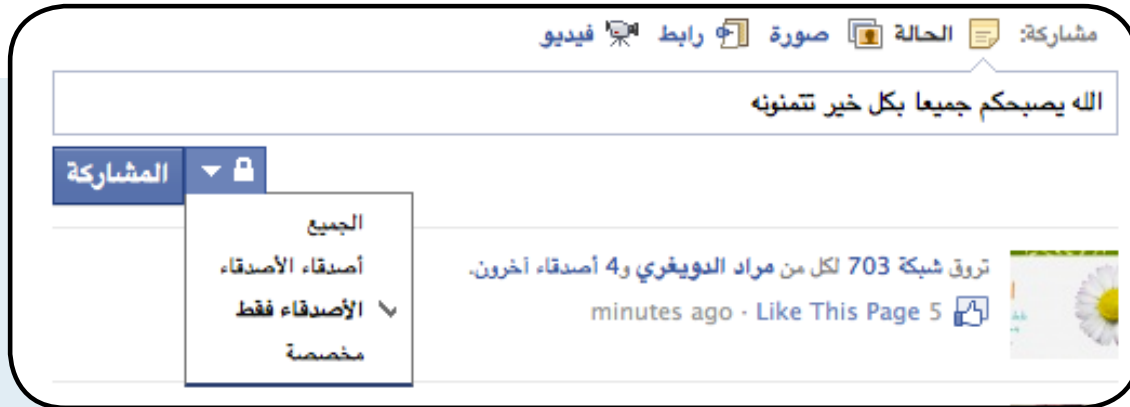 مشاركة: الحالة صورة رابط فيديو
الله يصبحكم جميعا بكل خير تتمنونه
المشاركة
الجميع
أصدقاء الأصدقاء
الأصدقاء فقط
مخصصة
تروق شبكة 703 لكل من مراد الدويغري و4 أصدقاء آخرون.
5 minutes ago · Like This Page